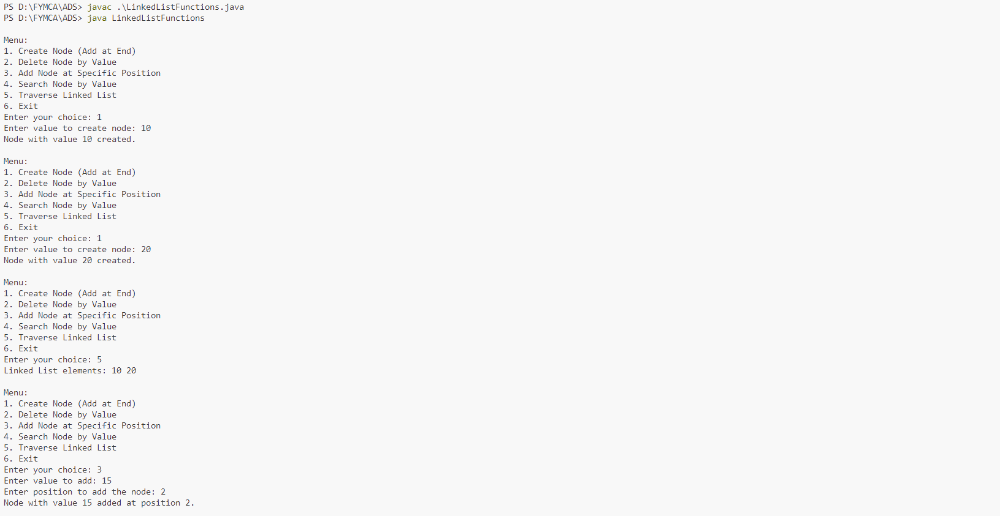 PS D:\FYMCA\ADS> javac .\LinkedListFunctions.java
PS D:\FYMCA\ADS> java LinkedListFunctions
Menu:
1. Create Node (Add at End)
2. Delete Node by Value
3. Add Node at Specific Position
4. Search Node by Value
5. Traverse Linked List
6. Exit
Enter your choice: 1
Enter value to create node: 10
Node with value 10 created.
Menu:
1. Create Node (Add at End)
2. Delete Node by Value
3. Add Node at Specific Position
4. Search Node by Value
5. Traverse Linked List
6. Exit
Enter your choice: 1
Enter value to create node: 20
Node with value 20 created.
Menu:
1. Create Node (Add at End)
2. Delete Node by Value
3. Add Node at Specific Position
4. Search Node by Value
5. Traverse Linked List
6. Exit
Enter your choice: 5
Linked List elements: 10 20
Menu:
1. Create Node (Add at End)
2. Delete Node by Value
3. Add Node at Specific Position
4. Search Node by Value
5. Traverse Linked List
6. Exit
Enter your choice: 3
Enter value to add: 15
Enter position to add the node: 2
Node with value 15 added at position 2.